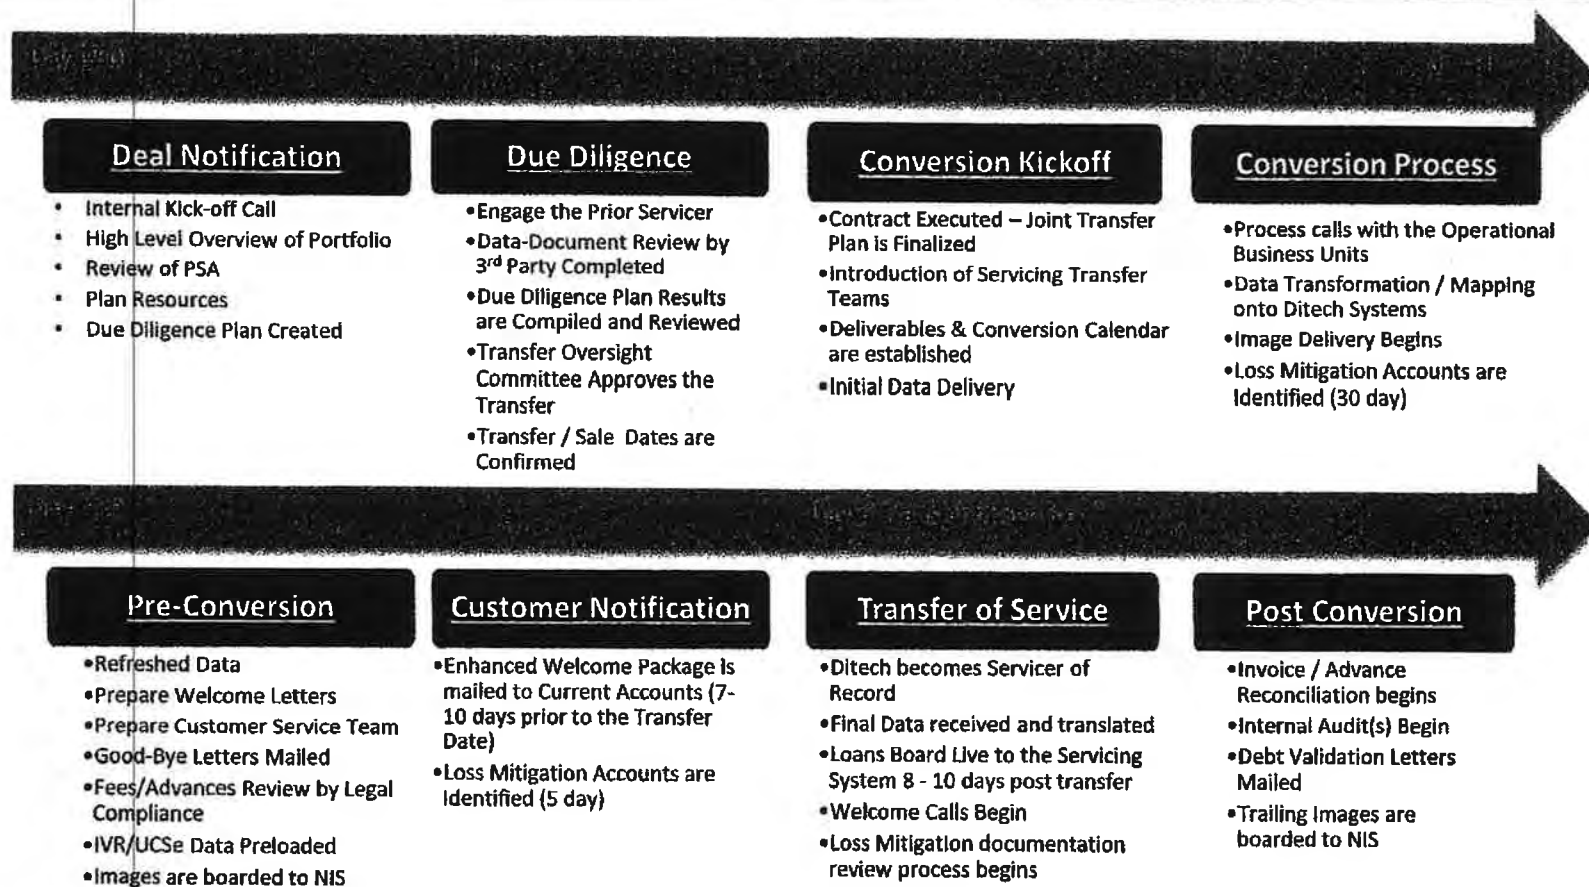 Deal Notification
• Internal Kick-off Call
• High Level Overview of Portfolio
• Review of PSA
• Plan Resources
• Due Diligence Plan Created
Due Diligence
•Engage the Prior Servicer
•Data-Document Review by
3rd Party Completed
•Due Diligence Plan Results
are Compiled and Reviewed
•Transfer Oversight
Committee Approves the
Transfer
•Transfer / Sale Dates are
Confirmed
Conversion Kickoff
•Contract Executed – Joint Transfer
Plan is Finalized
•Introduction of Servicing Transfer
Teams
•Deliverables & Conversion Calendar
are established
•Initial Data Delivery
Conversion Process
•Process calls with the Operational
Business Units
•Data Transformation / Mapping
onto Ditech Systems
•Image Delivery Begins
•Loss Mitigation Accounts are
Identified (30 day)
Pre-Conversion
•Refreshed Data
•Prepare Welcome Letters
•Prepare Customer Service Team
•Good-Bye Letters Mailed
•Fees/Advances Review by Legal
Compliance
•IVR/UCSe Data Preloaded
•Images are boarded to NIS
Customer Notification
•Enhanced Welcome Package is
mailed to Current Accounts (7-
10 days prior to the Transfer
Date)
•Loss Mitigation Accounts are
Identified (5 day)
Transfer of Service
•Ditech becomes Servicer of
Record
•Final Data received and translated
•Loans Board Live to the Servicing
System 8 - 10 days post transfer
•Welcome Calls Begin
•Loss Mitigation documentation
review process begins
Post Conversion
•Invoice / Advance
Reconciliation begins
•Internal Audit(s) Begin
•Debt Validation Letters
Mailed
•Trailing Images are
boarded to NIS